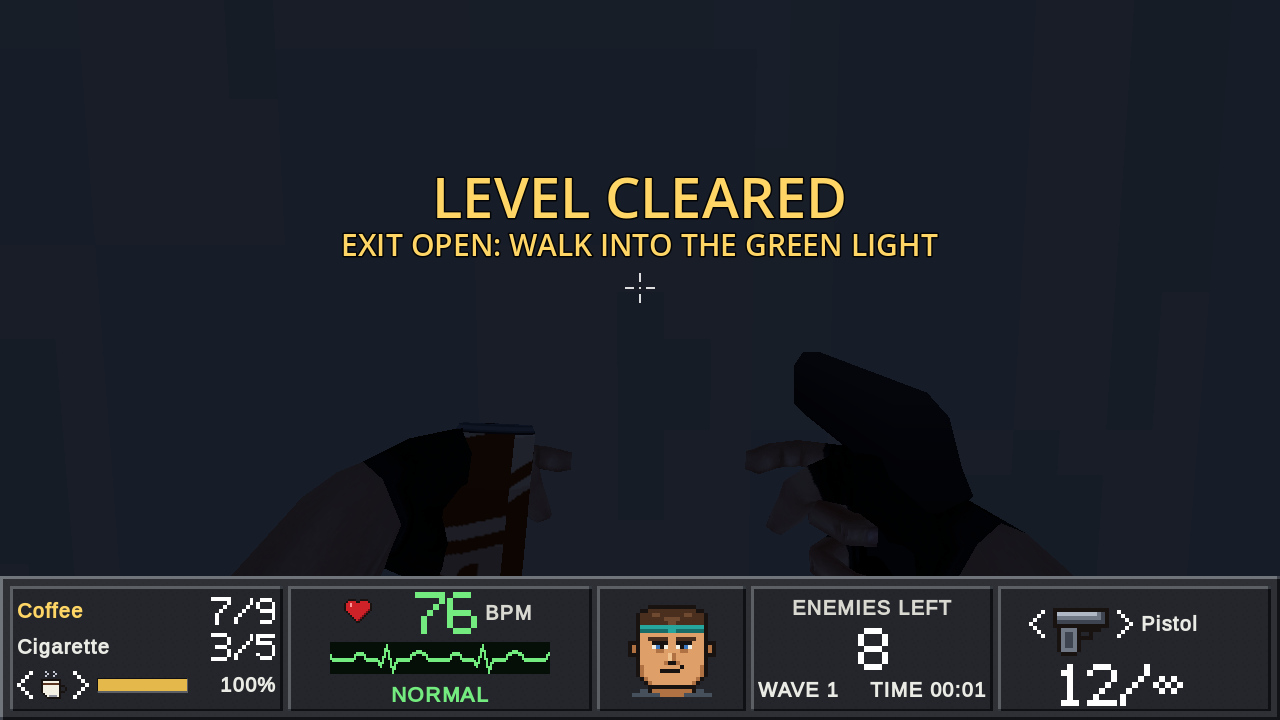 LEVEL CLEARED
EXIT OPEN: WALK INTO THE GREEN LIGHT
Coffee 7/9
Cigarette 3/5
100%
76 BPM
NORMAL
ENEMIES LEFT
8
WAVE 1 TIME 00:01
Pistol
12/∞